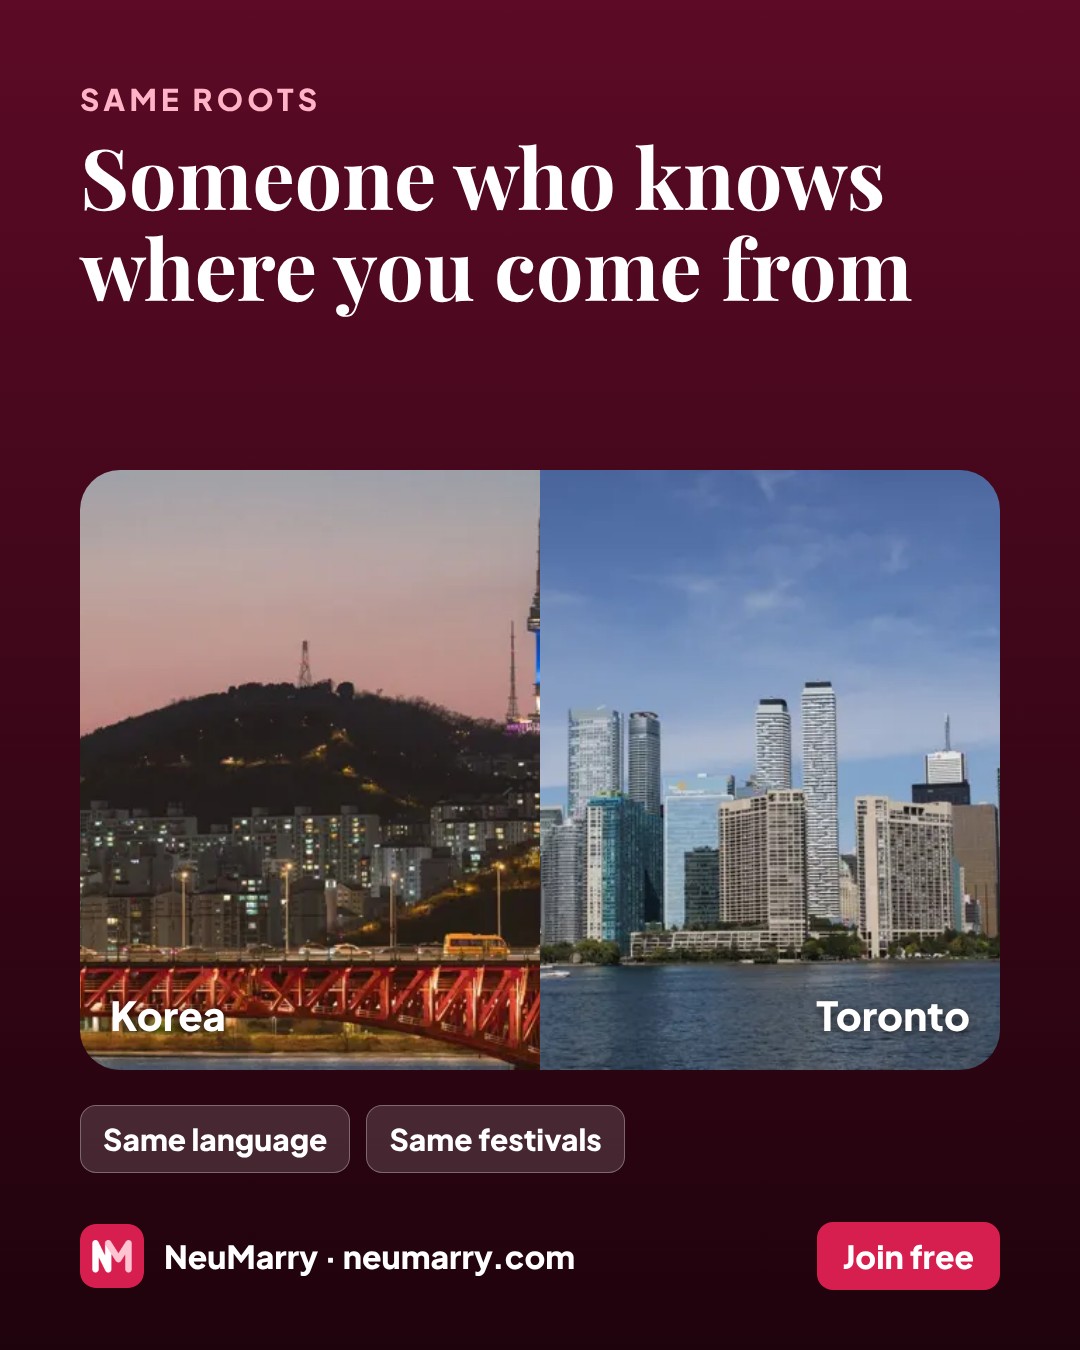 SAME ROOTS
Someone who knows
where you come from
Korea
Toronto
Same language
Same festivals
NM
NeuMarry · neumarry.com
Join free